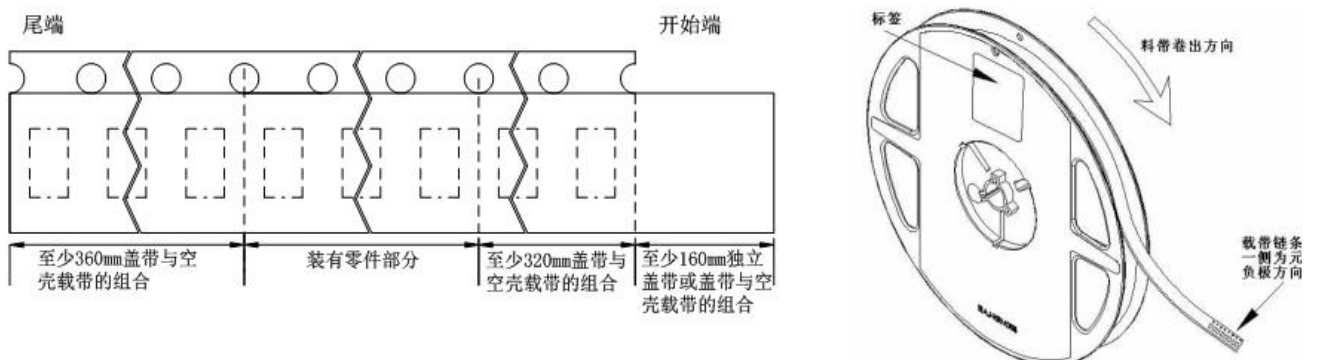 尾端
开始端
至少360mm盖带与空
壳载带的组合
装有零件部分
至少320mm盖带与
空壳载带的组合
至少160mm独立
盖带或盖带与空
壳载带的组合
标签
料带卷出方向
载带链条
一侧为元
负极方向